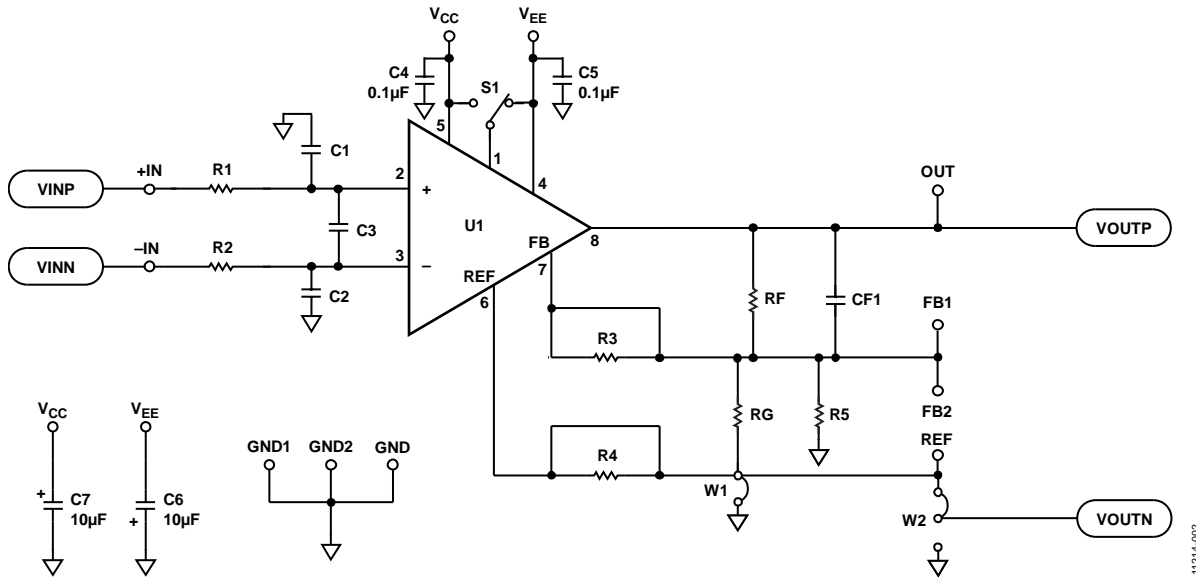 VCC
VEE
C4
0.1µF
S1
C5
0.1µF
5
1
4
C1
+IN
R1
2
OUT
VINP
+
U1
C3
8
VOUTP
–IN
R2
3
–
FB
7
VINN
REF
6
C2
RF
CF1
FB1
R3
RG
R5
FB2
VCC
VEE
GND1
GND2
GND
R4
REF
W1
+
C7
10µF
C6
10µF
+
W2
VOUTN
11214-002